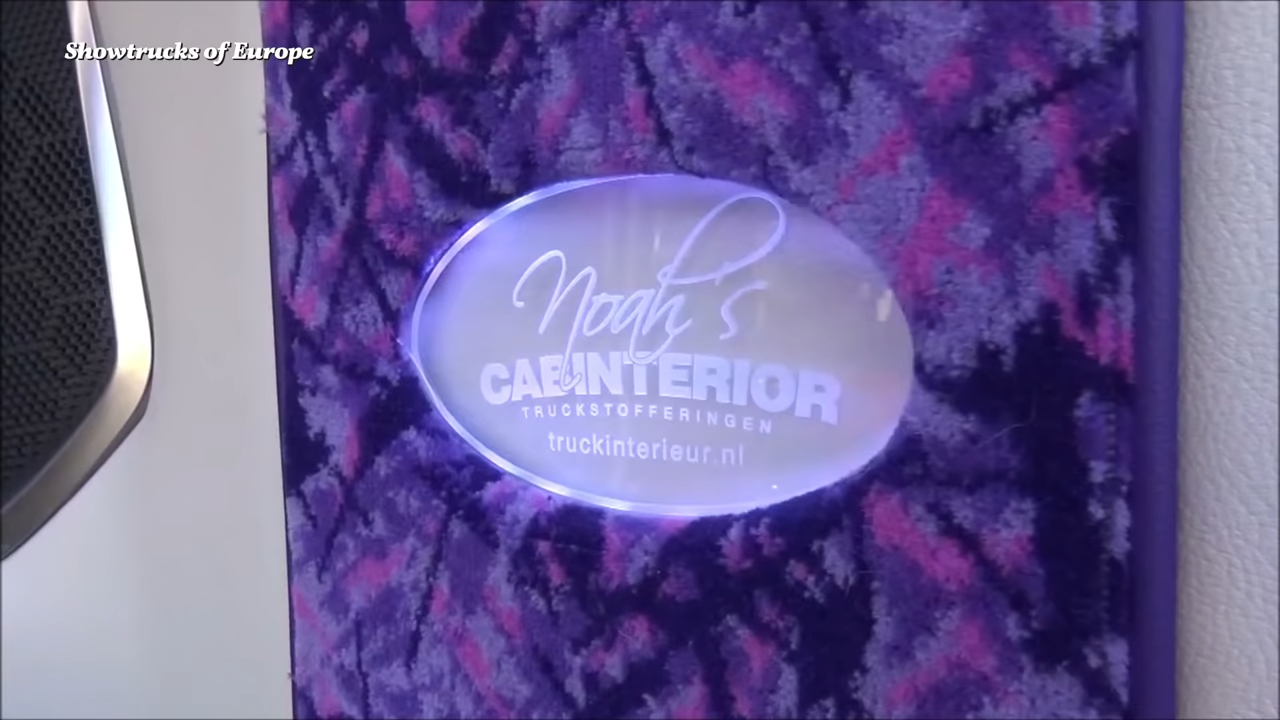 Showtrucks of Europe
Noah's
CABINTERIOR
TRUCKSTOFFERINGEN
truckinterieur.nl